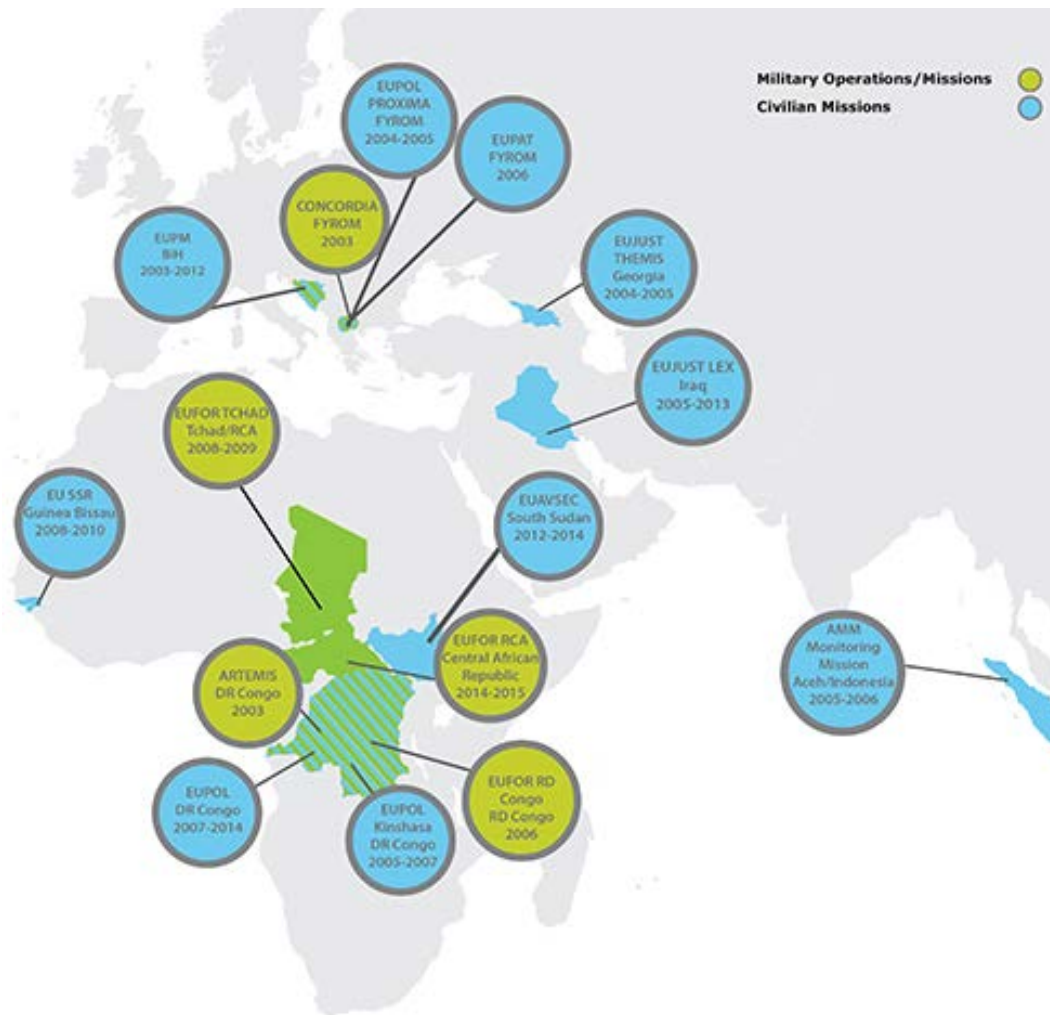 Military Operations/Missions
Civilian Missions
EUPOL
PROXIMA
FYROM
2004-2005
EUPAT
FYROM
2006
CONCORDIA
FYROM
2003
EUPM
BiH
2003-2012
EUJUST
THEMIS
Georgia
2004-2005
EUJUST LEX
Iraq
2005-2013
EUFOR TCHAD
Tchad/RCA
2008-2009
EU SSR
Guinea Bissau
2008-2010
EUAVSEC
South Sudan
2012-2014
EUFOR RCA
Central African
Republic
2014-2015
AMM
Monitoring
Mission
Aceh/Indonesia
2005-2006
ARTEMIS
DR Congo
2003
EUPOL
DR Congo
2007-2014
EUPOL
Kinshasa
DR Congo
2005-2007
EUFOR RD
Congo
RD Congo
2006